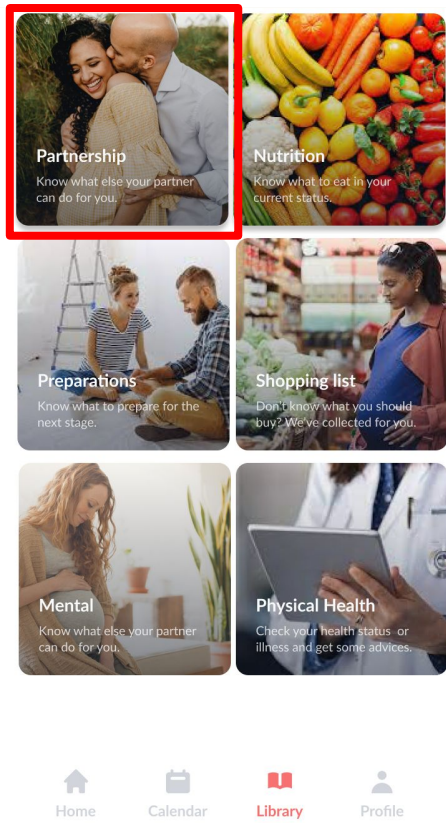 Partnership
Know what else your partner
can do for you.
Nutrition
Know what to eat in your
current status.
Preparations
Know what to prepare for the
next stage.
Shopping list
Don't know what you should
buy? We've collected for you.
Mental
Know what else your partner
can do for you.
Physical Health
Check your health status or
illness and get some advices.
Home
Calendar
Library
Profile